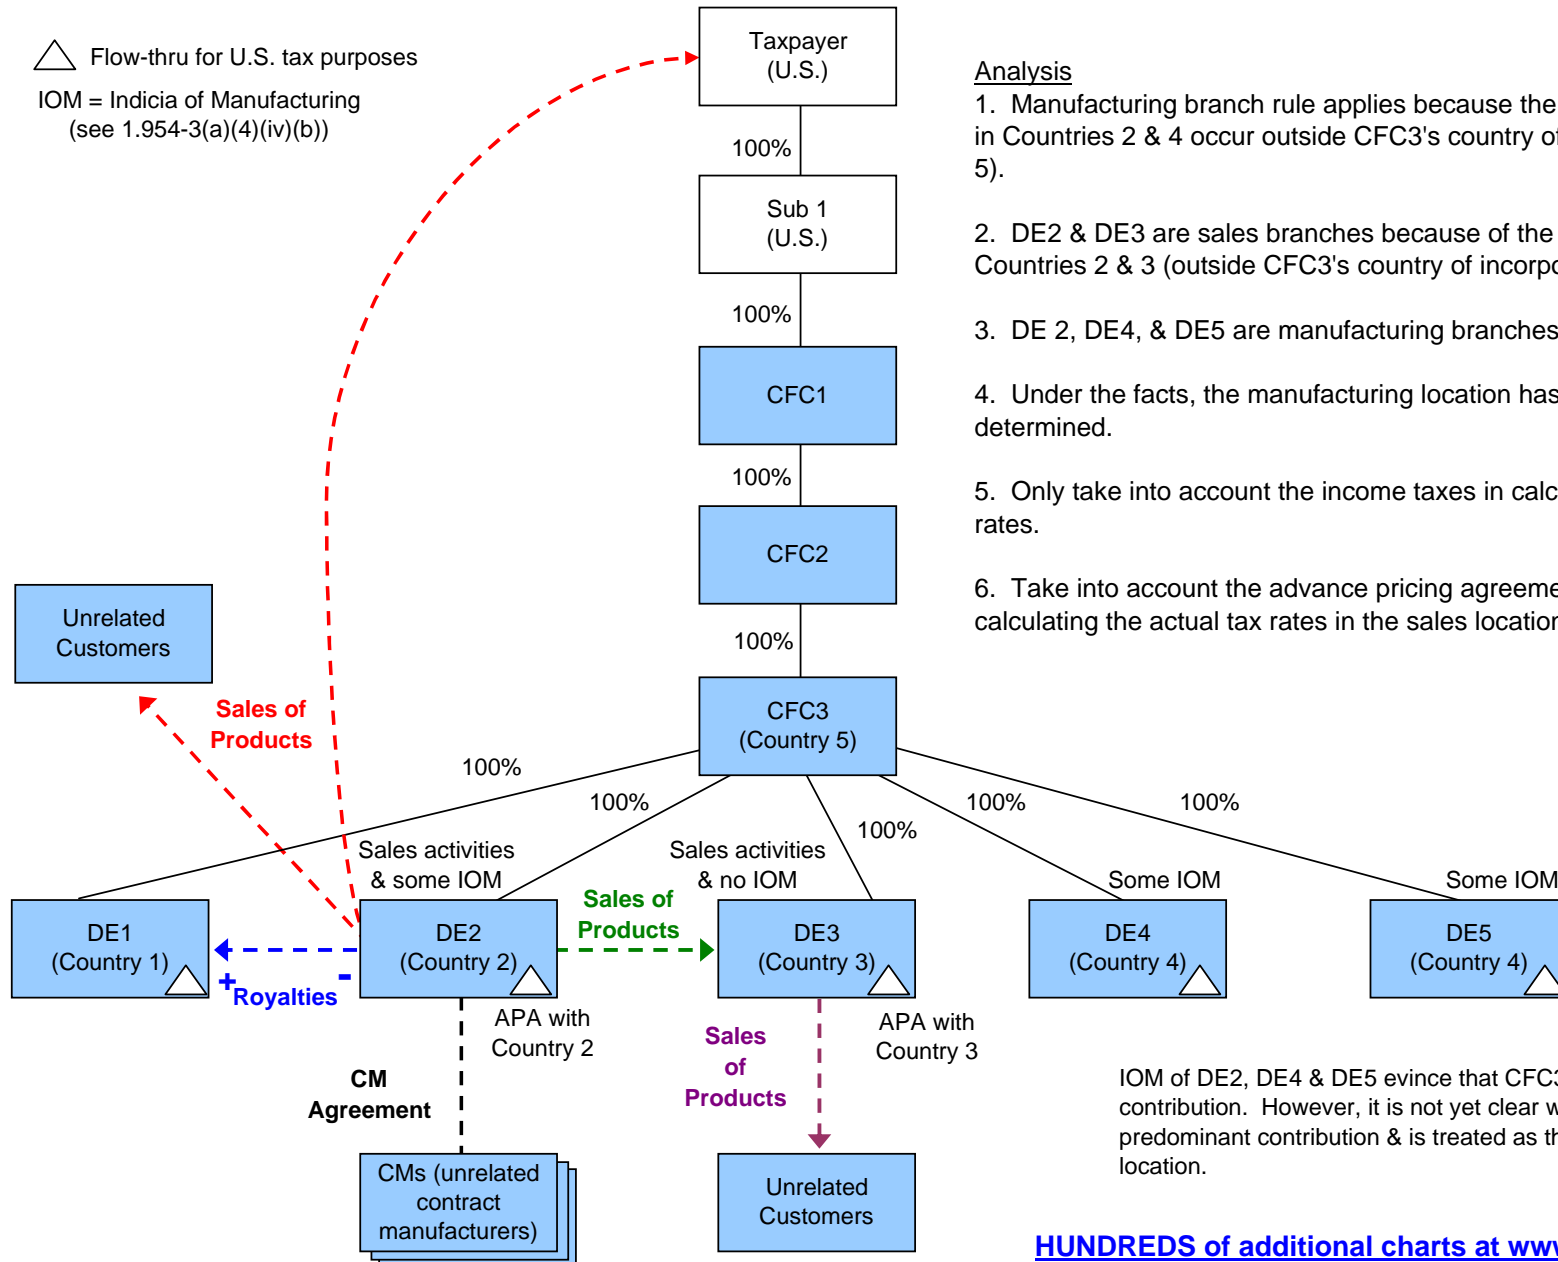 Flow-thru for U.S. tax purposes
IOM = Indicia of Manufacturing
(see 1.954-3(a)(4)(iv)(b))
Taxpayer
(U.S.)
100%
Sub 1
(U.S.)
100%
CFC1
100%
CFC2
100%
CFC3
(Country 5)
Analysis
1. Manufacturing branch rule applies because the
in Countries 2 & 4 occur outside CFC3's country of
5).
2. DE2 & DE3 are sales branches because of the
Countries 2 & 3 (outside CFC3's country of incorpo
3. DE 2, DE4, & DE5 are manufacturing branches
4. Under the facts, the manufacturing location has
determined.
5. Only take into account the income taxes in calc
rates.
6. Take into account the advance pricing agreeme
calculating the actual tax rates in the sales location
Unrelated
Customers
Sales of
Products
100%
100%
100%
100%
100%
Sales activities
& some IOM
Sales activities
& no IOM
Some IOM
Some IOM
DE1
(Country 1)
+
-
Royalties
DE2
(Country 2)
Sales of
Products
DE3
(Country 3)
DE4
(Country 4)
DE5
(Country 4)
APA with
Country 2
APA with
Country 3
CM
Agreement
Sales
of
Products
CMs (unrelated
contract
manufacturers)
Unrelated
Customers
IOM of DE2, DE4 & DE5 evince that CFC3
contribution. However, it is not yet clear w
predominant contribution & is treated as th
location.
HUNDREDS of additional charts at www